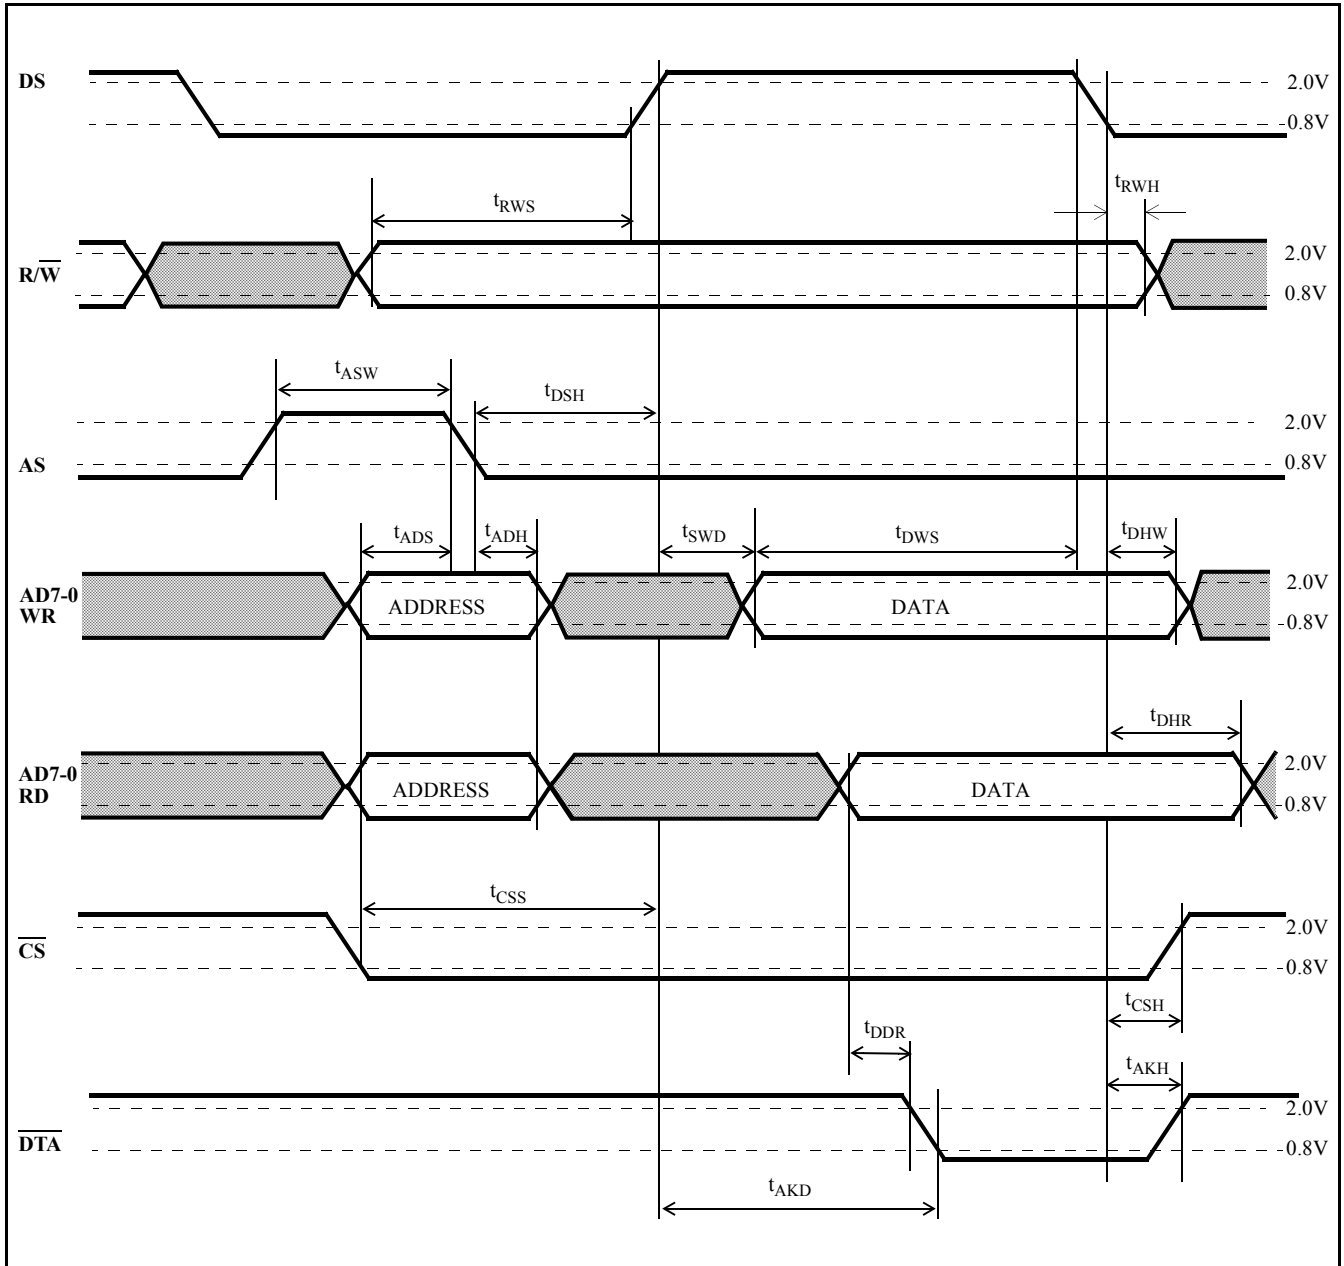 DS
2.0V
0.8V
tRWH
tRWS
R/W̅
2.0V
0.8V
tASW
tDSH
2.0V
AS
0.8V
tADS
tADH
tSWD
tDWS
tDHW
AD7-0
WR
ADDRESS
DATA
2.0V
0.8V
tDHR
AD7-0
RD
ADDRESS
DATA
2.0V
0.8V
tCSS
C̅S̅
2.0V
0.8V
tCSH
tDDR
tAKH
2.0V
D̅T̅A̅
0.8V
tAKD